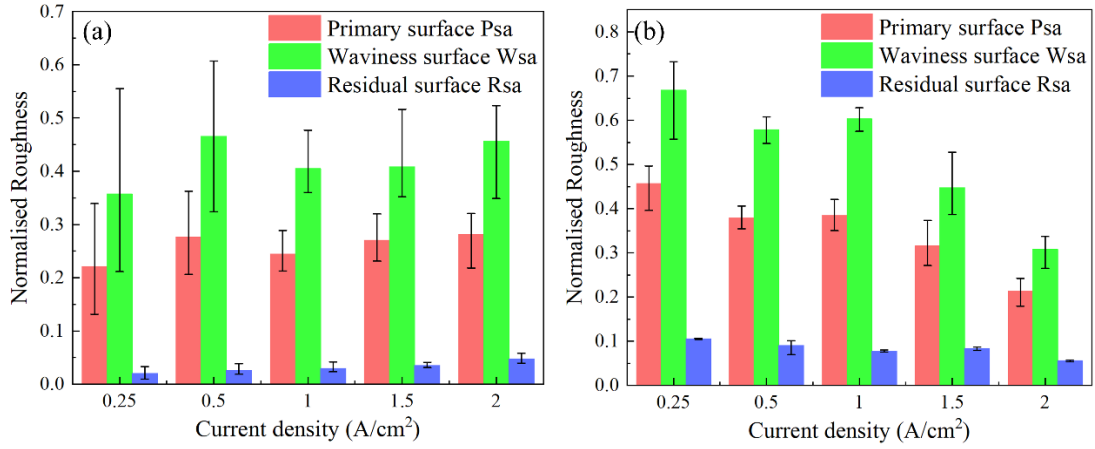 (a)
Primary surface Psa
Waviness surface Wsa
Residual surface Rsa
0.7
0.6
0.5
0.4
0.3
0.2
0.1
0.0
Normalised Roughness
0.25 0.5 1 1.5 2
Current density (A/cm²)
(b)
Primary surface Psa
Waviness surface Wsa
Residual surface Rsa
0.8
0.7
0.6
0.5
0.4
0.3
0.2
0.1
0.0
Normalised Roughness
0.25 0.5 1 1.5 2
Current density (A/cm²)